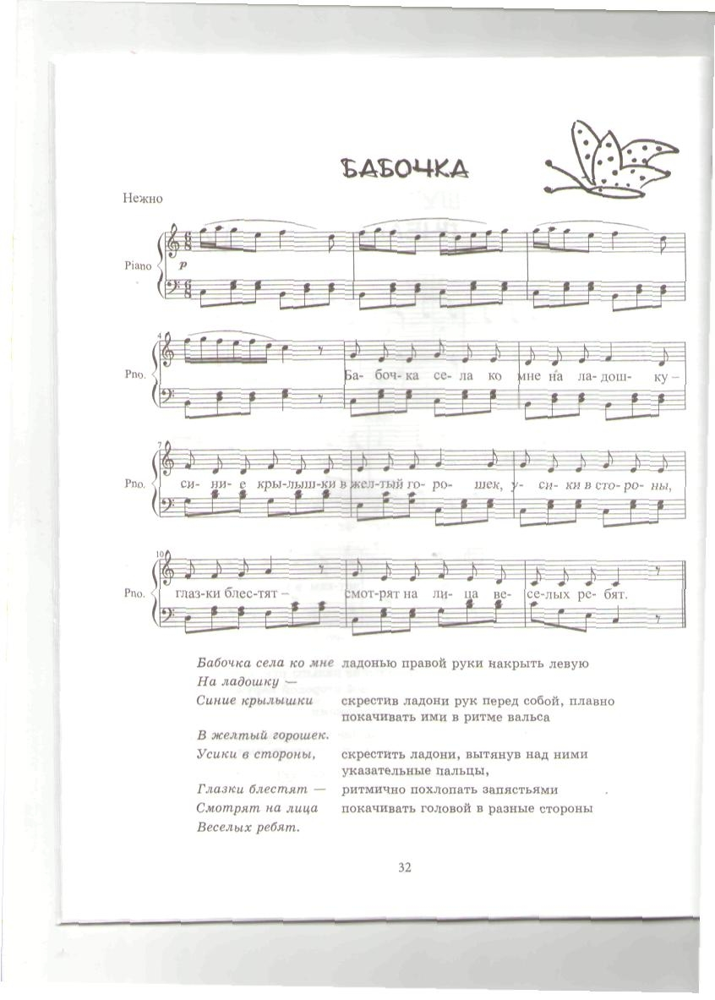 БАБОЧКА
Нежно
Piano
p
6 8
6 8
4
Pno.
Ба- боч- ка се- ла ко мне на ла- дош- ку –
7
Pno.
си- ни- е кры-лыш-ки в жел-тый го- ро- шек, у- си- ки в сто- ро- ны,
10
Pno.
глаз-ки блес-тят – смот-рят на ли- ца ве- се-лых ре- бят.
Бабочка села ко мне ладонью правой руки накрыть левую
На ладошку —
Синие крылышки скрестив ладони рук перед собой, плавно
покачивать ими в ритме вальса
В желтый горошек.
Усики в стороны, скрестить ладони, вытянув над ними
указательные пальцы,
Глазки блестят — ритмично похлопать запястьями
Смотрят на лица покачивать головой в разные стороны
Веселых ребят.
32